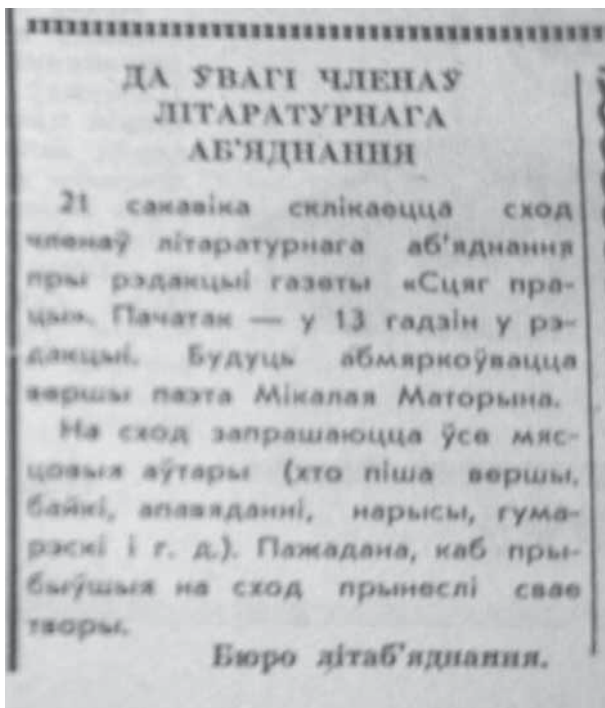 ДА ЎВАГІ ЧЛЕНАЎ
ЛІТАРАТУРНАГА
АБ'ЯДНАННЯ
21 сакавіка склікаецца сход
членаў літаратурнага аб'яднання
пры рэдакцыі газеты «Сцяг пра-
цы». Пачатак — у 13 гадзін у рэ-
дакцыі. Будуць абмяркоўвацца
вершы паэта Мікалая Маторына.
На сход запрашаюцца ўсе мяс-
цовыя аўтары (хто піша вершы,
байкі, апавяданні, нарысы, гума-
рэскі і г. д.). Пажадана, каб пры-
быўшыя на сход прынеслі свае
творы.
Бюро літаб'яднання.